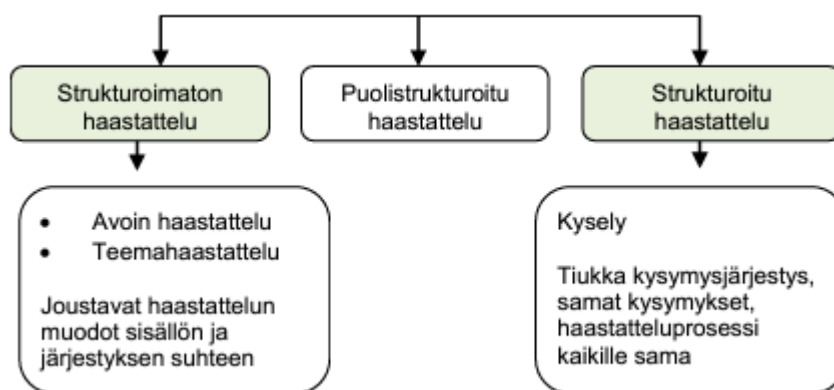 Strukturoimaton
haastattelu
Puolistrukturoitu
haastattelu
Strukturoitu
haastattelu
• Avoin haastattelu
• Teemahaastattelu
Joustavat haastattelun
muodot sisällön ja
järjestyksen suhteen
Kysely
Tiukka kysymysjärjestys,
samat kysymykset,
haastatteluprosessi
kaikille sama